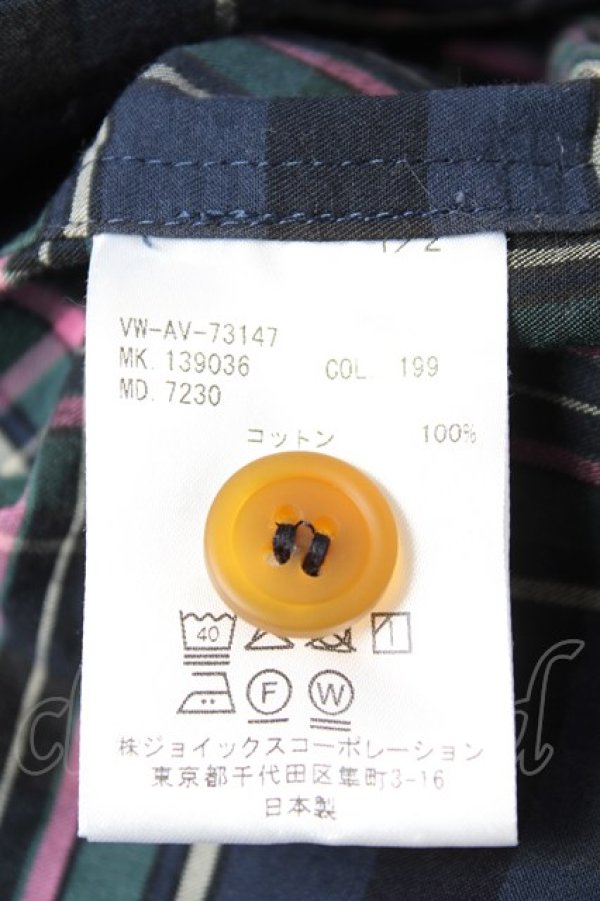 1/2
VW-AV-73147
MK. 139036 COL. 199
MD. 7230
コットン 100%
40
F W
株ジョイックスコーポレーション
東京都千代田区隼町3-16
日本製